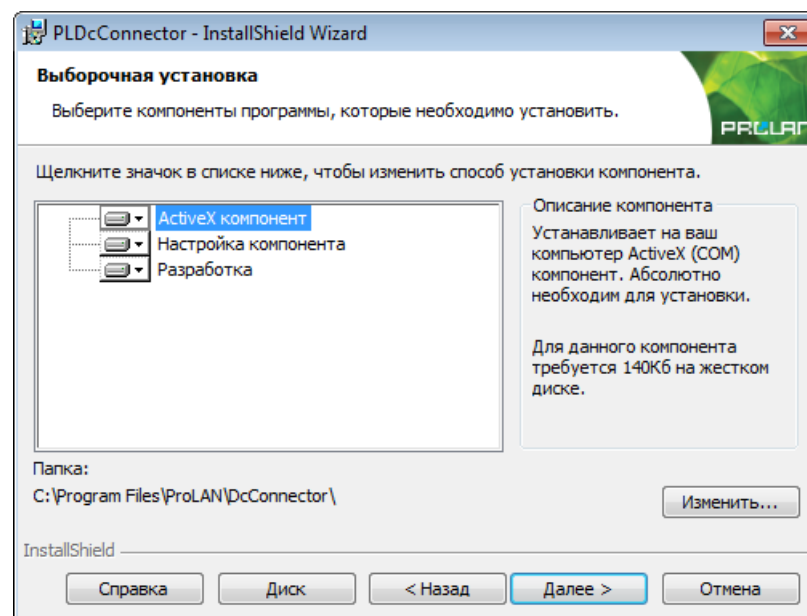 PLDcConnector - InstallShield Wizard
Выборочная установка
Выберите компоненты программы, которые необходимо установить.
PROLAN
Щелкните значок в списке ниже, чтобы изменить способ установки компонента.
ActiveX компонент
Настройка компонента
Разработка
Описание компонента
Устанавливает на ваш
компьютер ActiveX (COM)
компонент. Абсолютно
необходим для установки.
Для данного компонента
требуется 140Кб на жестком
диске.
Папка:
C:\Program Files\ProLAN\DcConnector\
Изменить...
InstallShield
Справка
Диск
< Назад
Далее >
Отмена